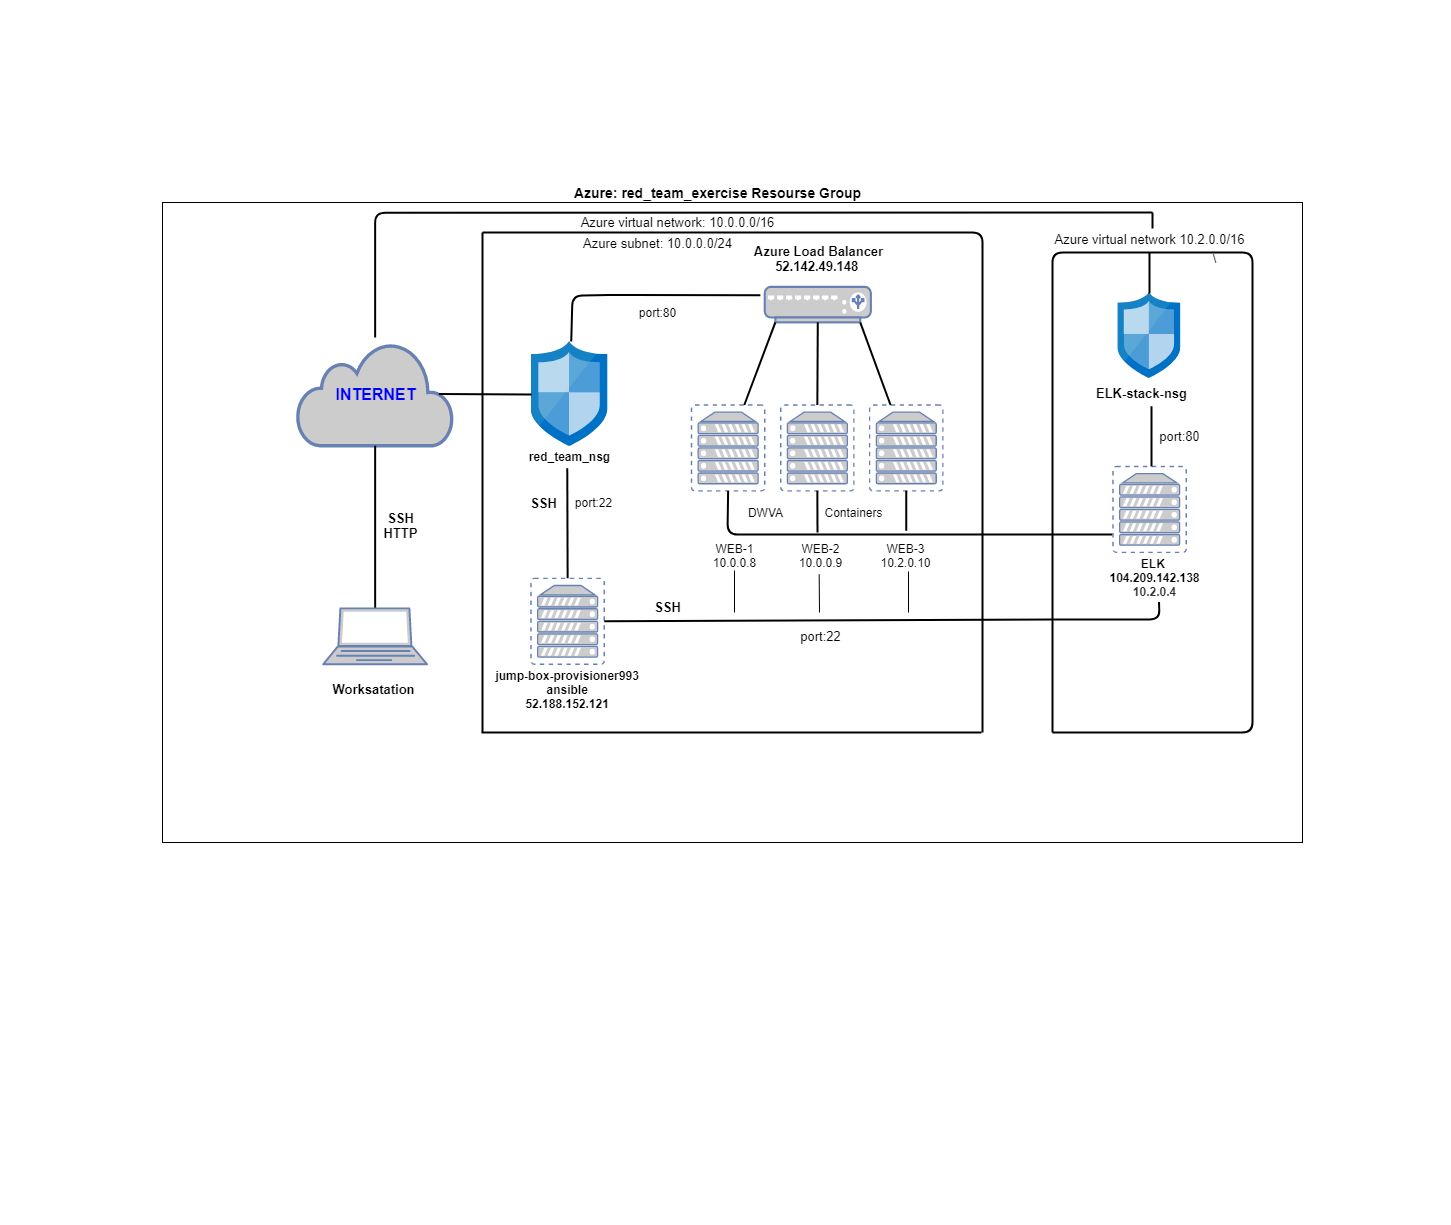 Azure: red_team_exercise Resourse Group
Azure virtual network: 10.0.0.0/16
Azure subnet: 10.0.0.0/24
Azure virtual network 10.2.0.0/16
Azure Load Balancer
52.142.49.148
port:80
INTERNET
ELK-stack-nsg
port:80
red_team_nsg
SSH
port:22
SSH
HTTP
DWVA
Containers
WEB-1
10.0.0.8
WEB-2
10.0.0.9
WEB-3
10.2.0.10
ELK
104.209.142.138
10.2.0.4
SSH
port:22
jump-box-provisioner993
ansible
52.188.152.121
Worksatation